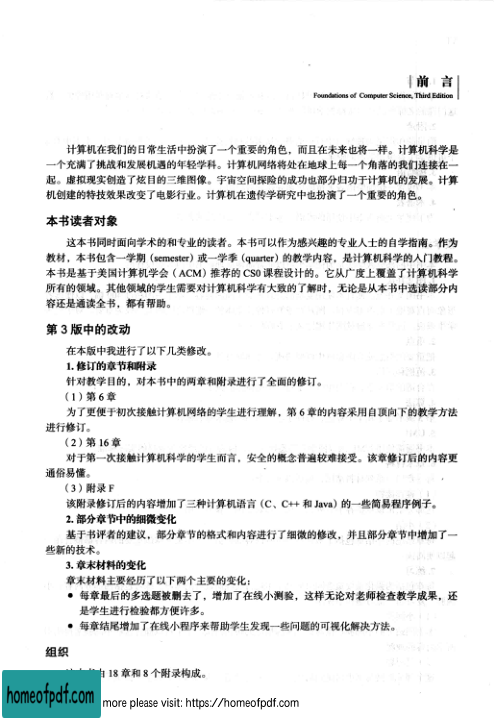 前 言
Foundations of Computer Science, Third Edition
计算机在我们的日常生活中扮演了一个重要的角色，而且在未来也将一样。计算机科学是
一个充满了挑战和发展机遇的年轻学科。计算机网络将处在地球上每一个角落的我们连接在一
起。虚拟现实创造了炫目的三维图像。宇宙空间探险的成功也部分归功于计算机的发展。计算
机创建的特技效果改变了电影行业。计算机在遗传学研究中也扮演了一个重要的角色。
本书读者对象
这本书同时面向学术的和专业的读者。本书可以作为感兴趣的专业人士的自学指南。作为
教材，本书包含一学期（semester）或一学季（quarter）的教学内容，是计算机科学的入门教程。
本书是基于美国计算机学会（ACM）推荐的 CS0 课程设计的。它从广度上覆盖了计算机科学
所有的领域。其他领域的学生需要对计算机科学有大致的了解时，无论是从本书中选读部分内
容还是通读全书，都有帮助。
第 3 版中的改动
在本版中我进行了以下几类修改。
1. 修订的章节和附录
针对教学目的，对本书中的两章和附录进行了全面的修订。
（1）第 6 章
为了更便于初次接触计算机网络的学生进行理解，第 6 章的内容采用自顶向下的教学方法
进行修订。
（2）第 16 章
对于第一次接触计算机科学的学生而言，安全的概念普遍较难接受。该章修订后的内容更
通俗易懂。
（3）附录 F
该附录修订后的内容增加了三种计算机语言（C、C++ 和 Java）的一些简易程序例子。
2. 部分章节中的细微变化
基于书评者的建议，部分章节的格式和内容进行了细微的修改，并且部分章节中增加了一
些新的技术。
3. 章末材料的变化
章末材料主要经历了以下两个主要的变化：
● 每章最后的多选题被删去了，增加了在线小测验，这样无论对老师检查教学成果，还
是学生进行检验都方便许多。
● 每章结尾增加了在线小程序来帮助学生发现一些问题的可视化解决方法。
组织
18 章和 8 个附录构成。
homeofpdf.com
more please visit: https://homeofpdf.com